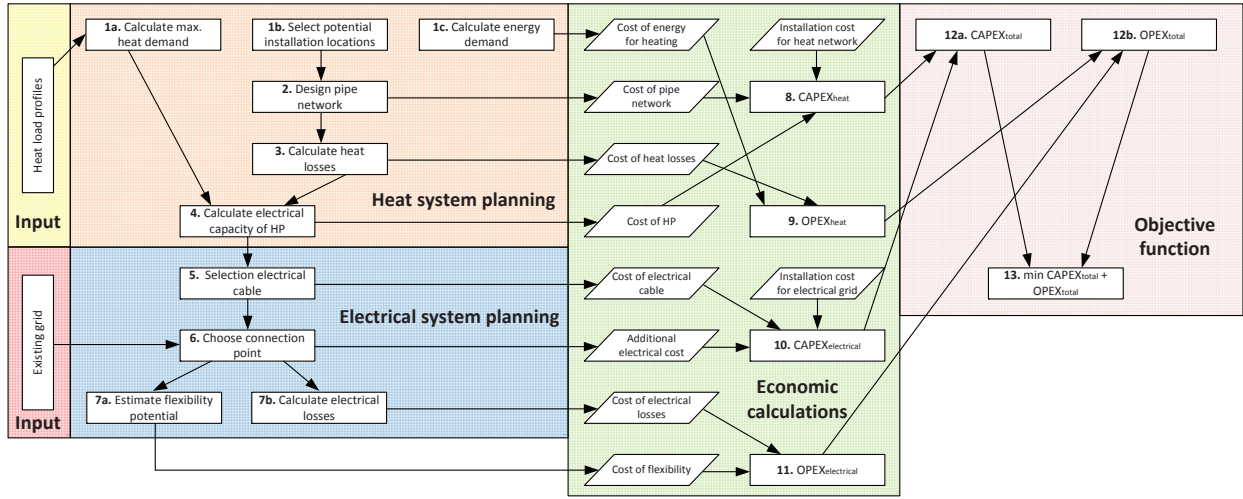 Heat load profiles
Input
Existing grid
Input
1a. Calculate max.
heat demand
1b. Select potential
installation locations
1c. Calculate energy
demand
2. Design pipe
network
3. Calculate heat
losses
4. Calculate electrical
capacity of HP
Heat system planning
5. Selection electrical
cable
Electrical system planning
6. Choose connection
point
7a. Estimate flexibility
potential
7b. Calculate electrical
losses
Cost of energy
for heating
Installation cost
for heat network
Cost of pipe
network
8. CAPEXheat
Cost of heat losses
Cost of HP
9. OPEXheat
Cost of electrical
cable
Installation cost
for electrical grid
Additional
electrical cost
10. CAPEXelectrical
Economic
calculations
Cost of electrical
losses
Cost of flexibility
11. OPEXelectrical
12a. CAPEXtotal
12b. OPEXtotal
Objective
function
13. min CAPEXtotal +
OPEXtotal